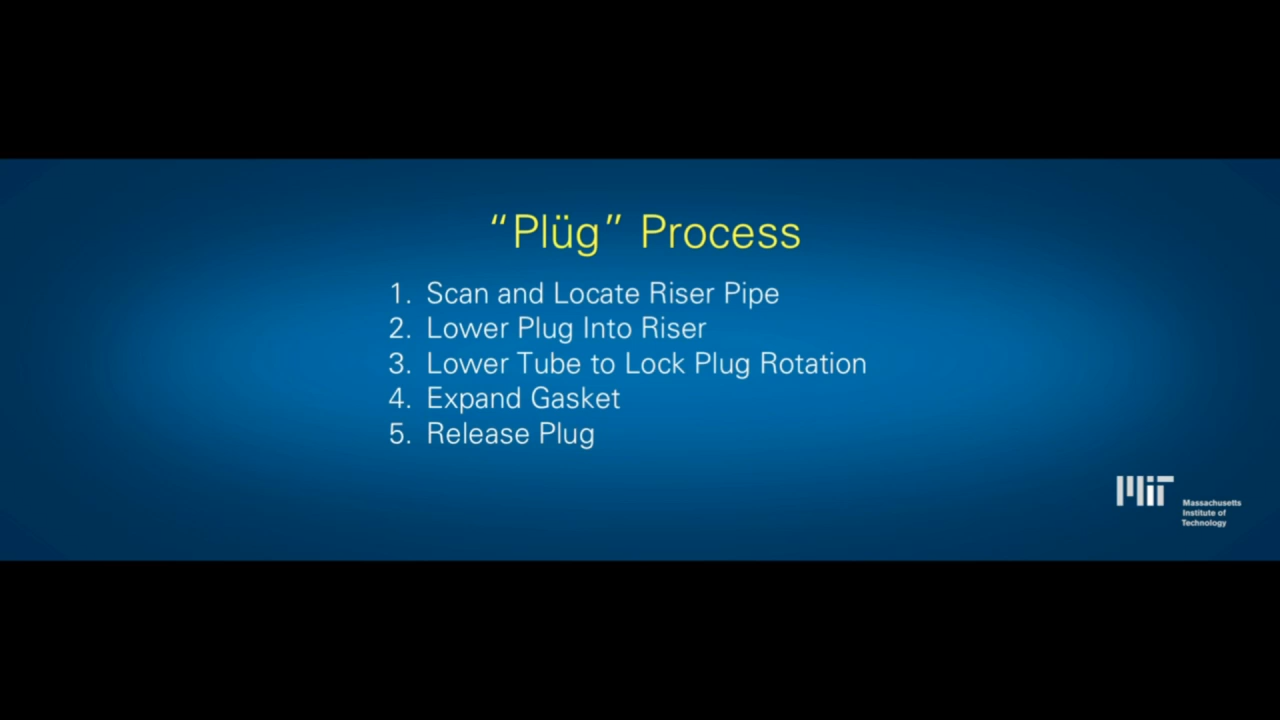 “Plüg” Process
1. Scan and Locate Riser Pipe
2. Lower Plug Into Riser
3. Lower Tube to Lock Plug Rotation
4. Expand Gasket
5. Release Plug
MIT
Massachusetts
Institute of
Technology